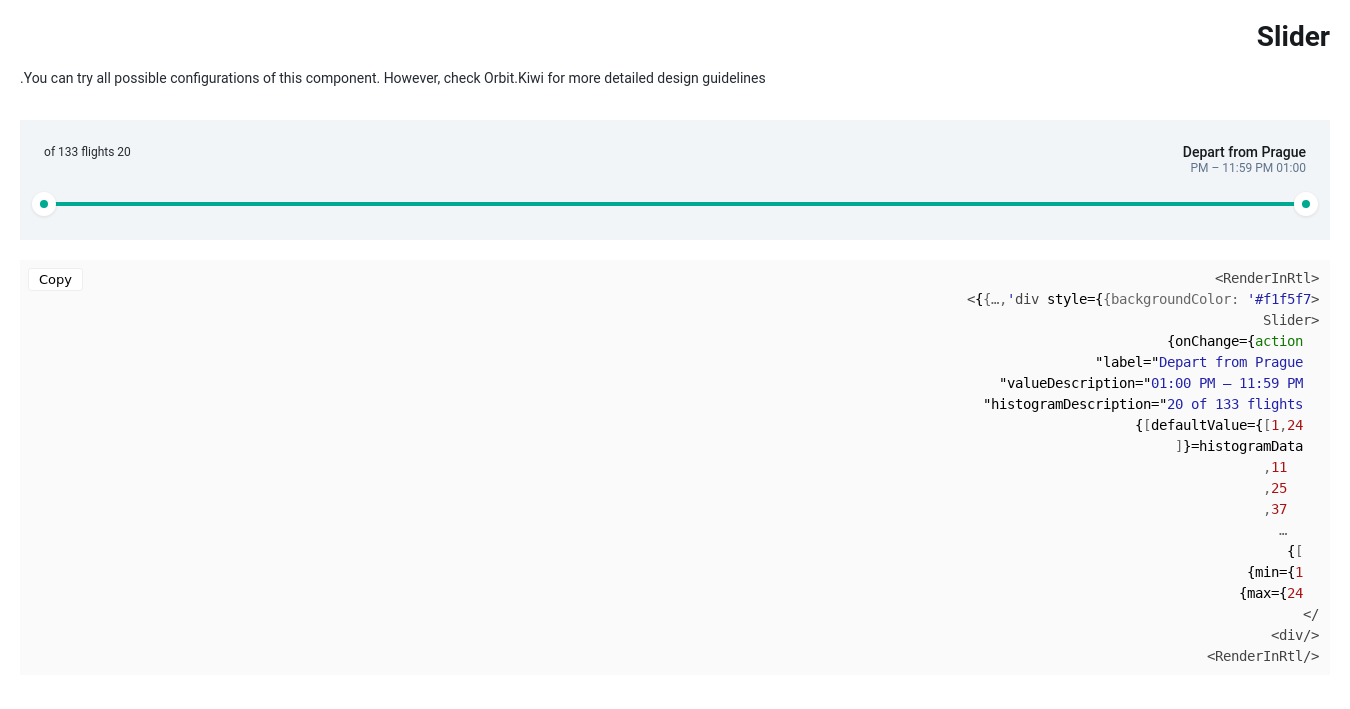 Slider
.You can try all possible configurations of this component. However, check Orbit.Kiwi for more detailed design guidelines
Depart from Prague
PM – 11:59 PM 01:00
of 133 flights 20
Copy
<RenderInRtl>
<{{…,'div style={{backgroundColor: '#f1f5f7>
Slider>
{onChange={action
"label="Depart from Prague
"valueDescription="01:00 PM – 11:59 PM
"histogramDescription="20 of 133 flights
{[defaultValue={[1,24
]}=histogramData
,11
,25
,37
…
{[
{min={1
{max={24
</
<div/>
<RenderInRtl/>